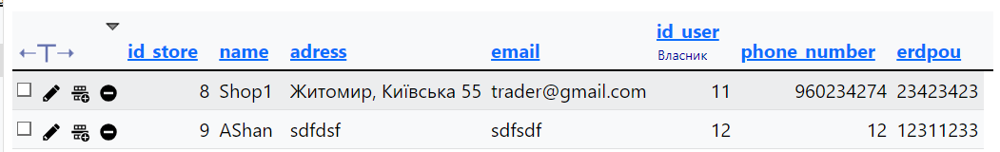 id_store name adress email id_user Власник phone_number erdpou
8 Shop1 Житомир, Київська 55 trader@gmail.com 11 960234274 23423423
9 AShan sdfdsf sdfsdf 12 12 12311233